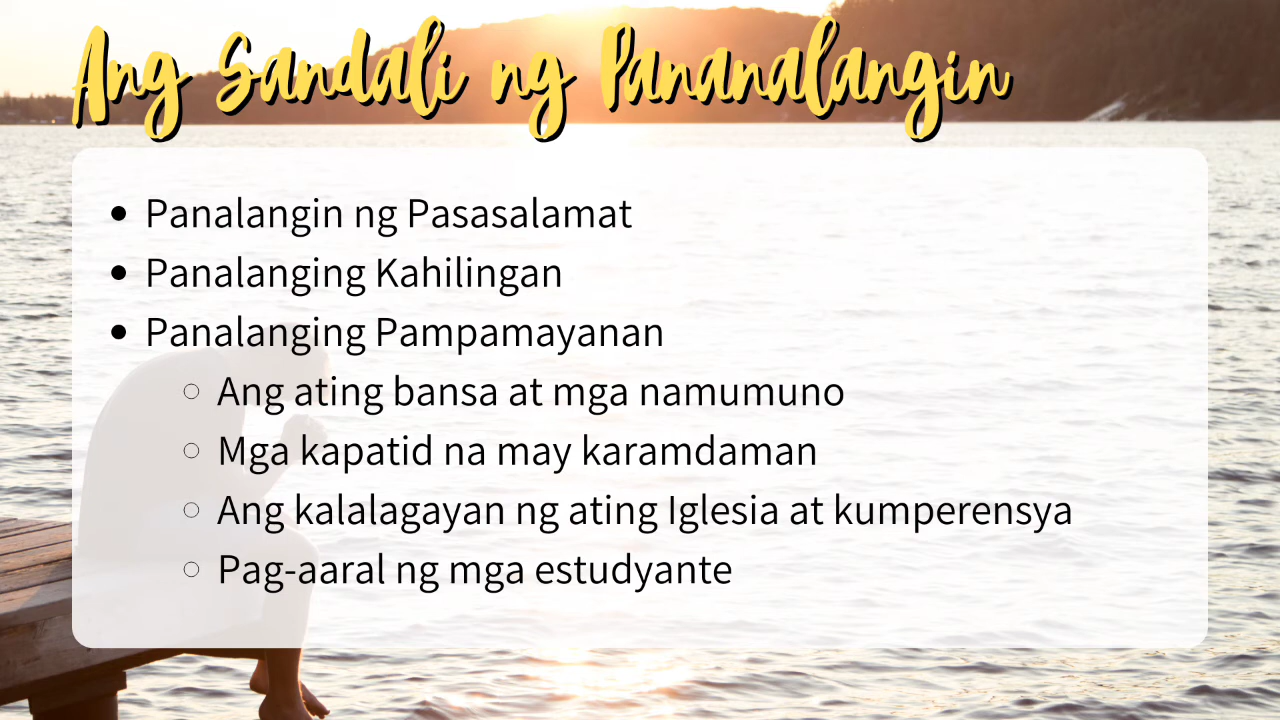 Ang Sandali ng Pananalangin
• Panalangin ng Pasasalamat
• Panalanging Kahilingan
• Panalanging Pampamayanan
○ Ang ating bansa at mga namumuno
○ Mga kapatid na may karamdaman
○ Ang kalalagayan ng ating Iglesia at kumperensya
○ Pag-aaral ng mga estudyante